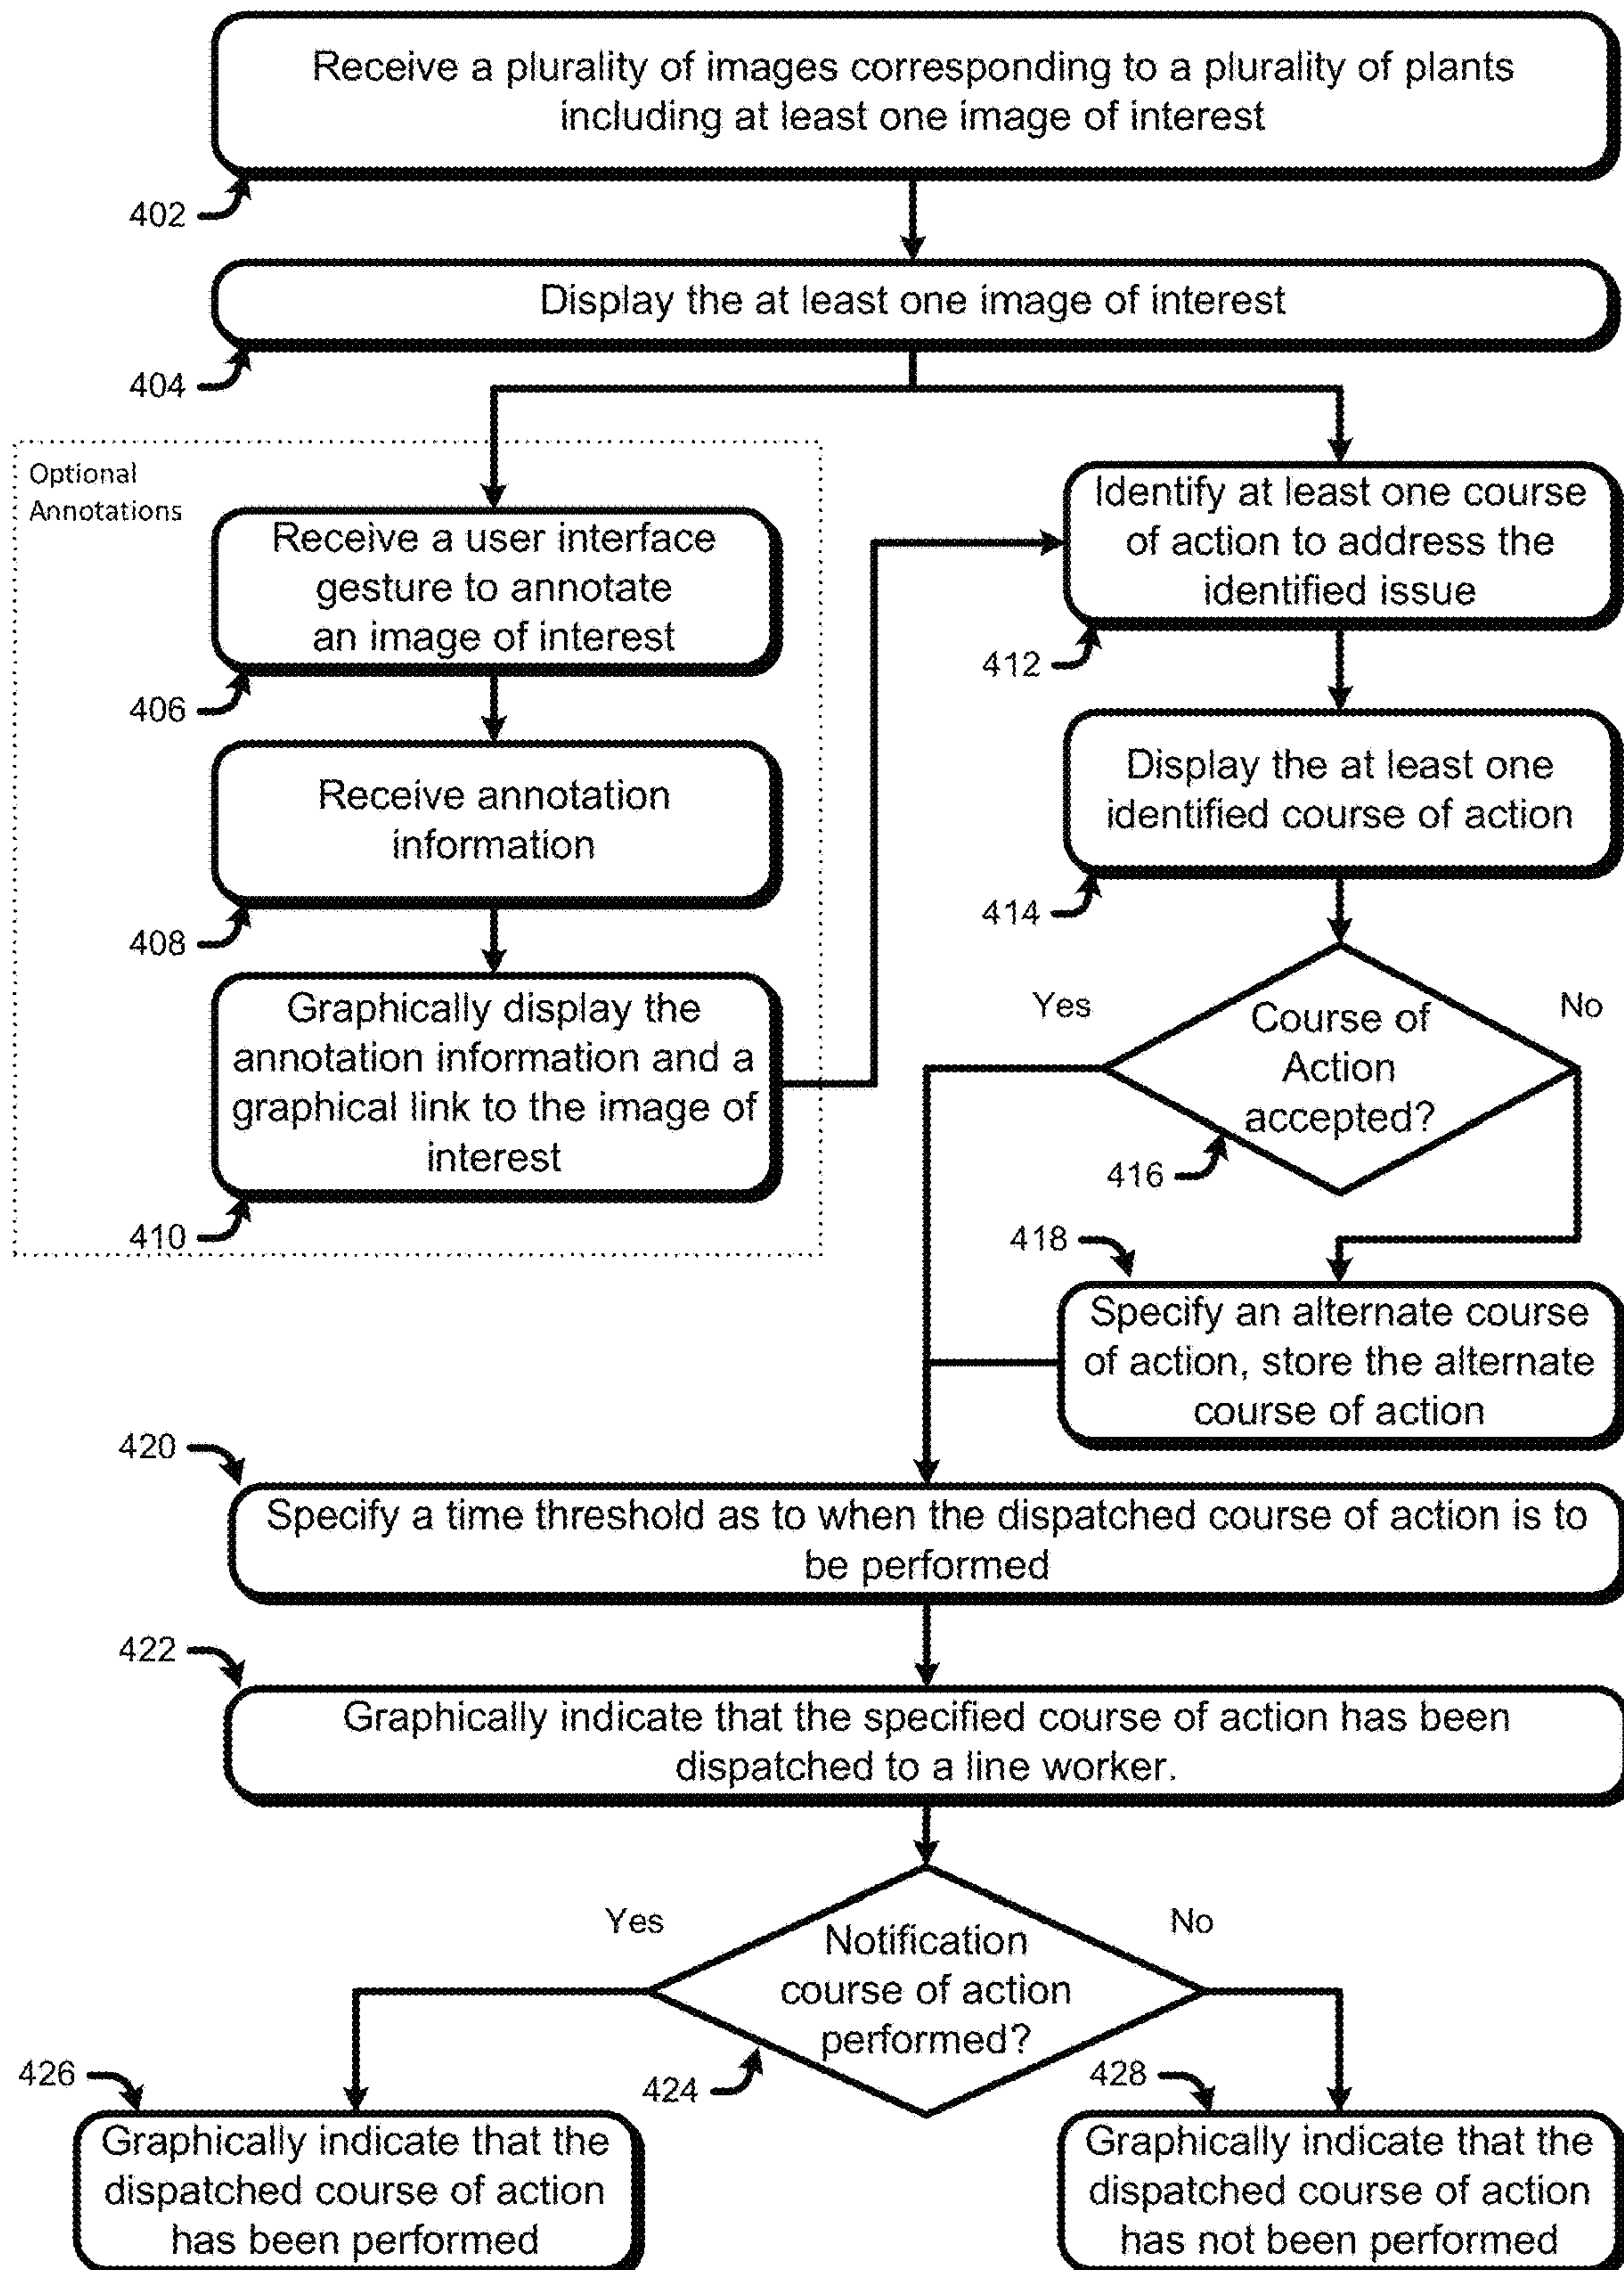 Receive a plurality of images corresponding to a plurality of plants
including at least one image of interest
402
Display the at least one image of interest
404
Optional
Annotations
Receive a user interface
gesture to annotate
an image of interest
406
Receive annotation
information
408
Graphically display the
annotation information and a
graphical link to the image of
interest
410
Identify at least one course
of action to address the
identified issue
412
Display the at least one
identified course of action
414
Yes
No
Course of
Action
accepted?
416
418
Specify an alternate course
of action, store the alternate
course of action
420
Specify a time threshold as to when the dispatched course of action is to
be performed
422
Graphically indicate that the specified course of action has been
dispatched to a line worker.
Yes
No
Notification
course of action
performed?
424
426
Graphically indicate that the
dispatched course of action
has been performed
428
Graphically indicate that the
dispatched course of action
has not been performed